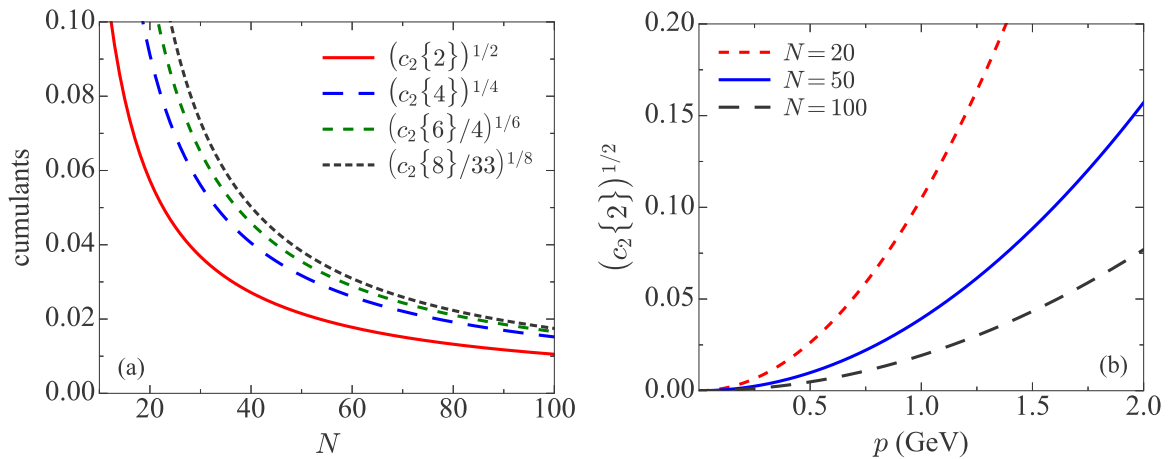 cumulants
0.10
0.08
0.06
0.04
0.02
0.00
20 40 60 80 100
N
(a)
(c₂{2})^{1/2}
(c₂{4})^{1/4}
(c₂{6}/4)^{1/6}
(c₂{8}/33)^{1/8}
(c₂{2})^{1/2}
0.20
0.15
0.10
0.05
0.00
0.5 1.0 1.5 2.0
p (GeV)
(b)
N=20
N=50
N=100